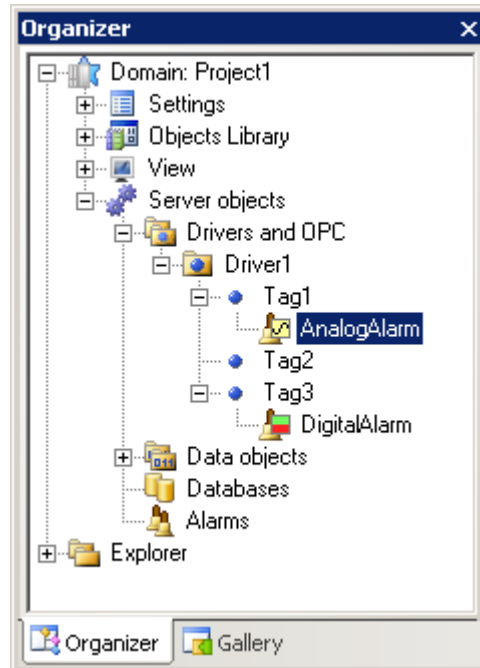 Organizer
Domain: Project1
Settings
Objects Library
View
Server objects
Drivers and OPC
Driver1
Tag1
AnalogAlarm
Tag2
Tag3
DigitalAlarm
Data objects
Databases
Alarms
Explorer
Organizer Gallery